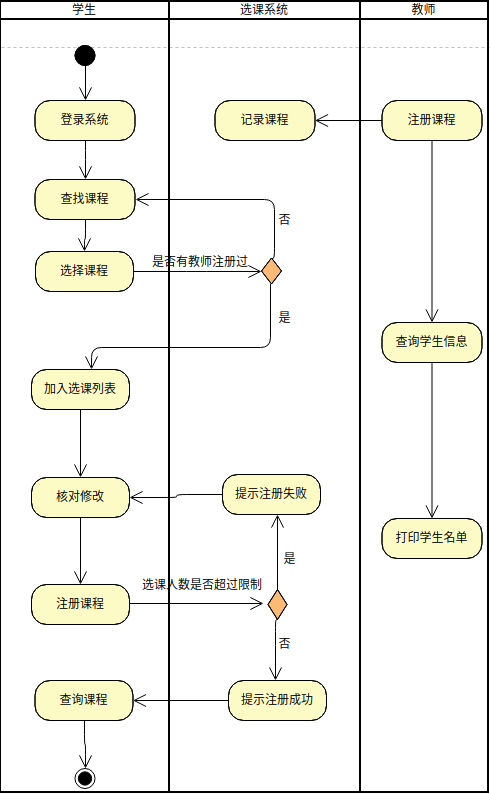 学生
选课系统
教师
登录系统
记录课程
注册课程
查找课程
否
是否有教师注册过
选择课程
是
查询学生信息
加入选课列表
核对修改
提示注册失败
打印学生名单
是
选课人数是否超过限制
注册课程
否
查询课程
提示注册成功